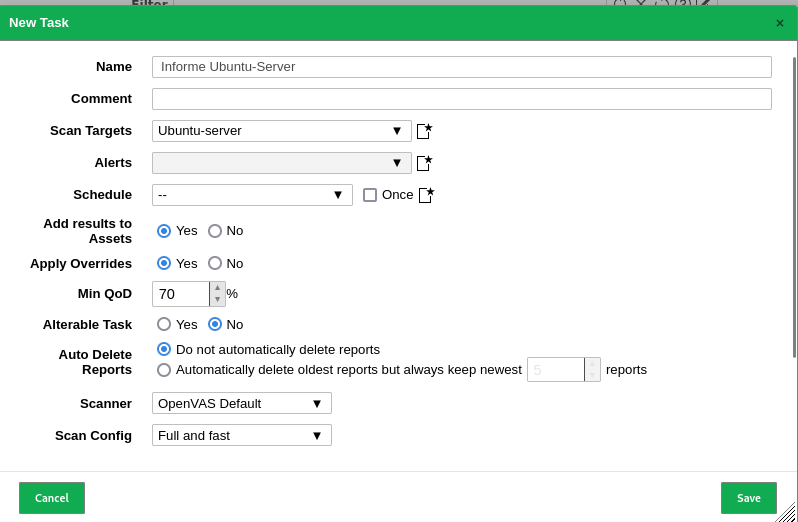 Filter
New Task ×
Name Informe Ubuntu-Server
Comment
Scan Targets Ubuntu-server ▼
Alerts ▼
Schedule -- ▼ Once
Add results to
Assets
Yes No
Apply Overrides Yes No
Min QoD 70 %
Alterable Task Yes No
Auto Delete
Reports
Do not automatically delete reports
Automatically delete oldest reports but always keep newest 5 reports
Scanner OpenVAS Default ▼
Scan Config Full and fast ▼
Cancel Save